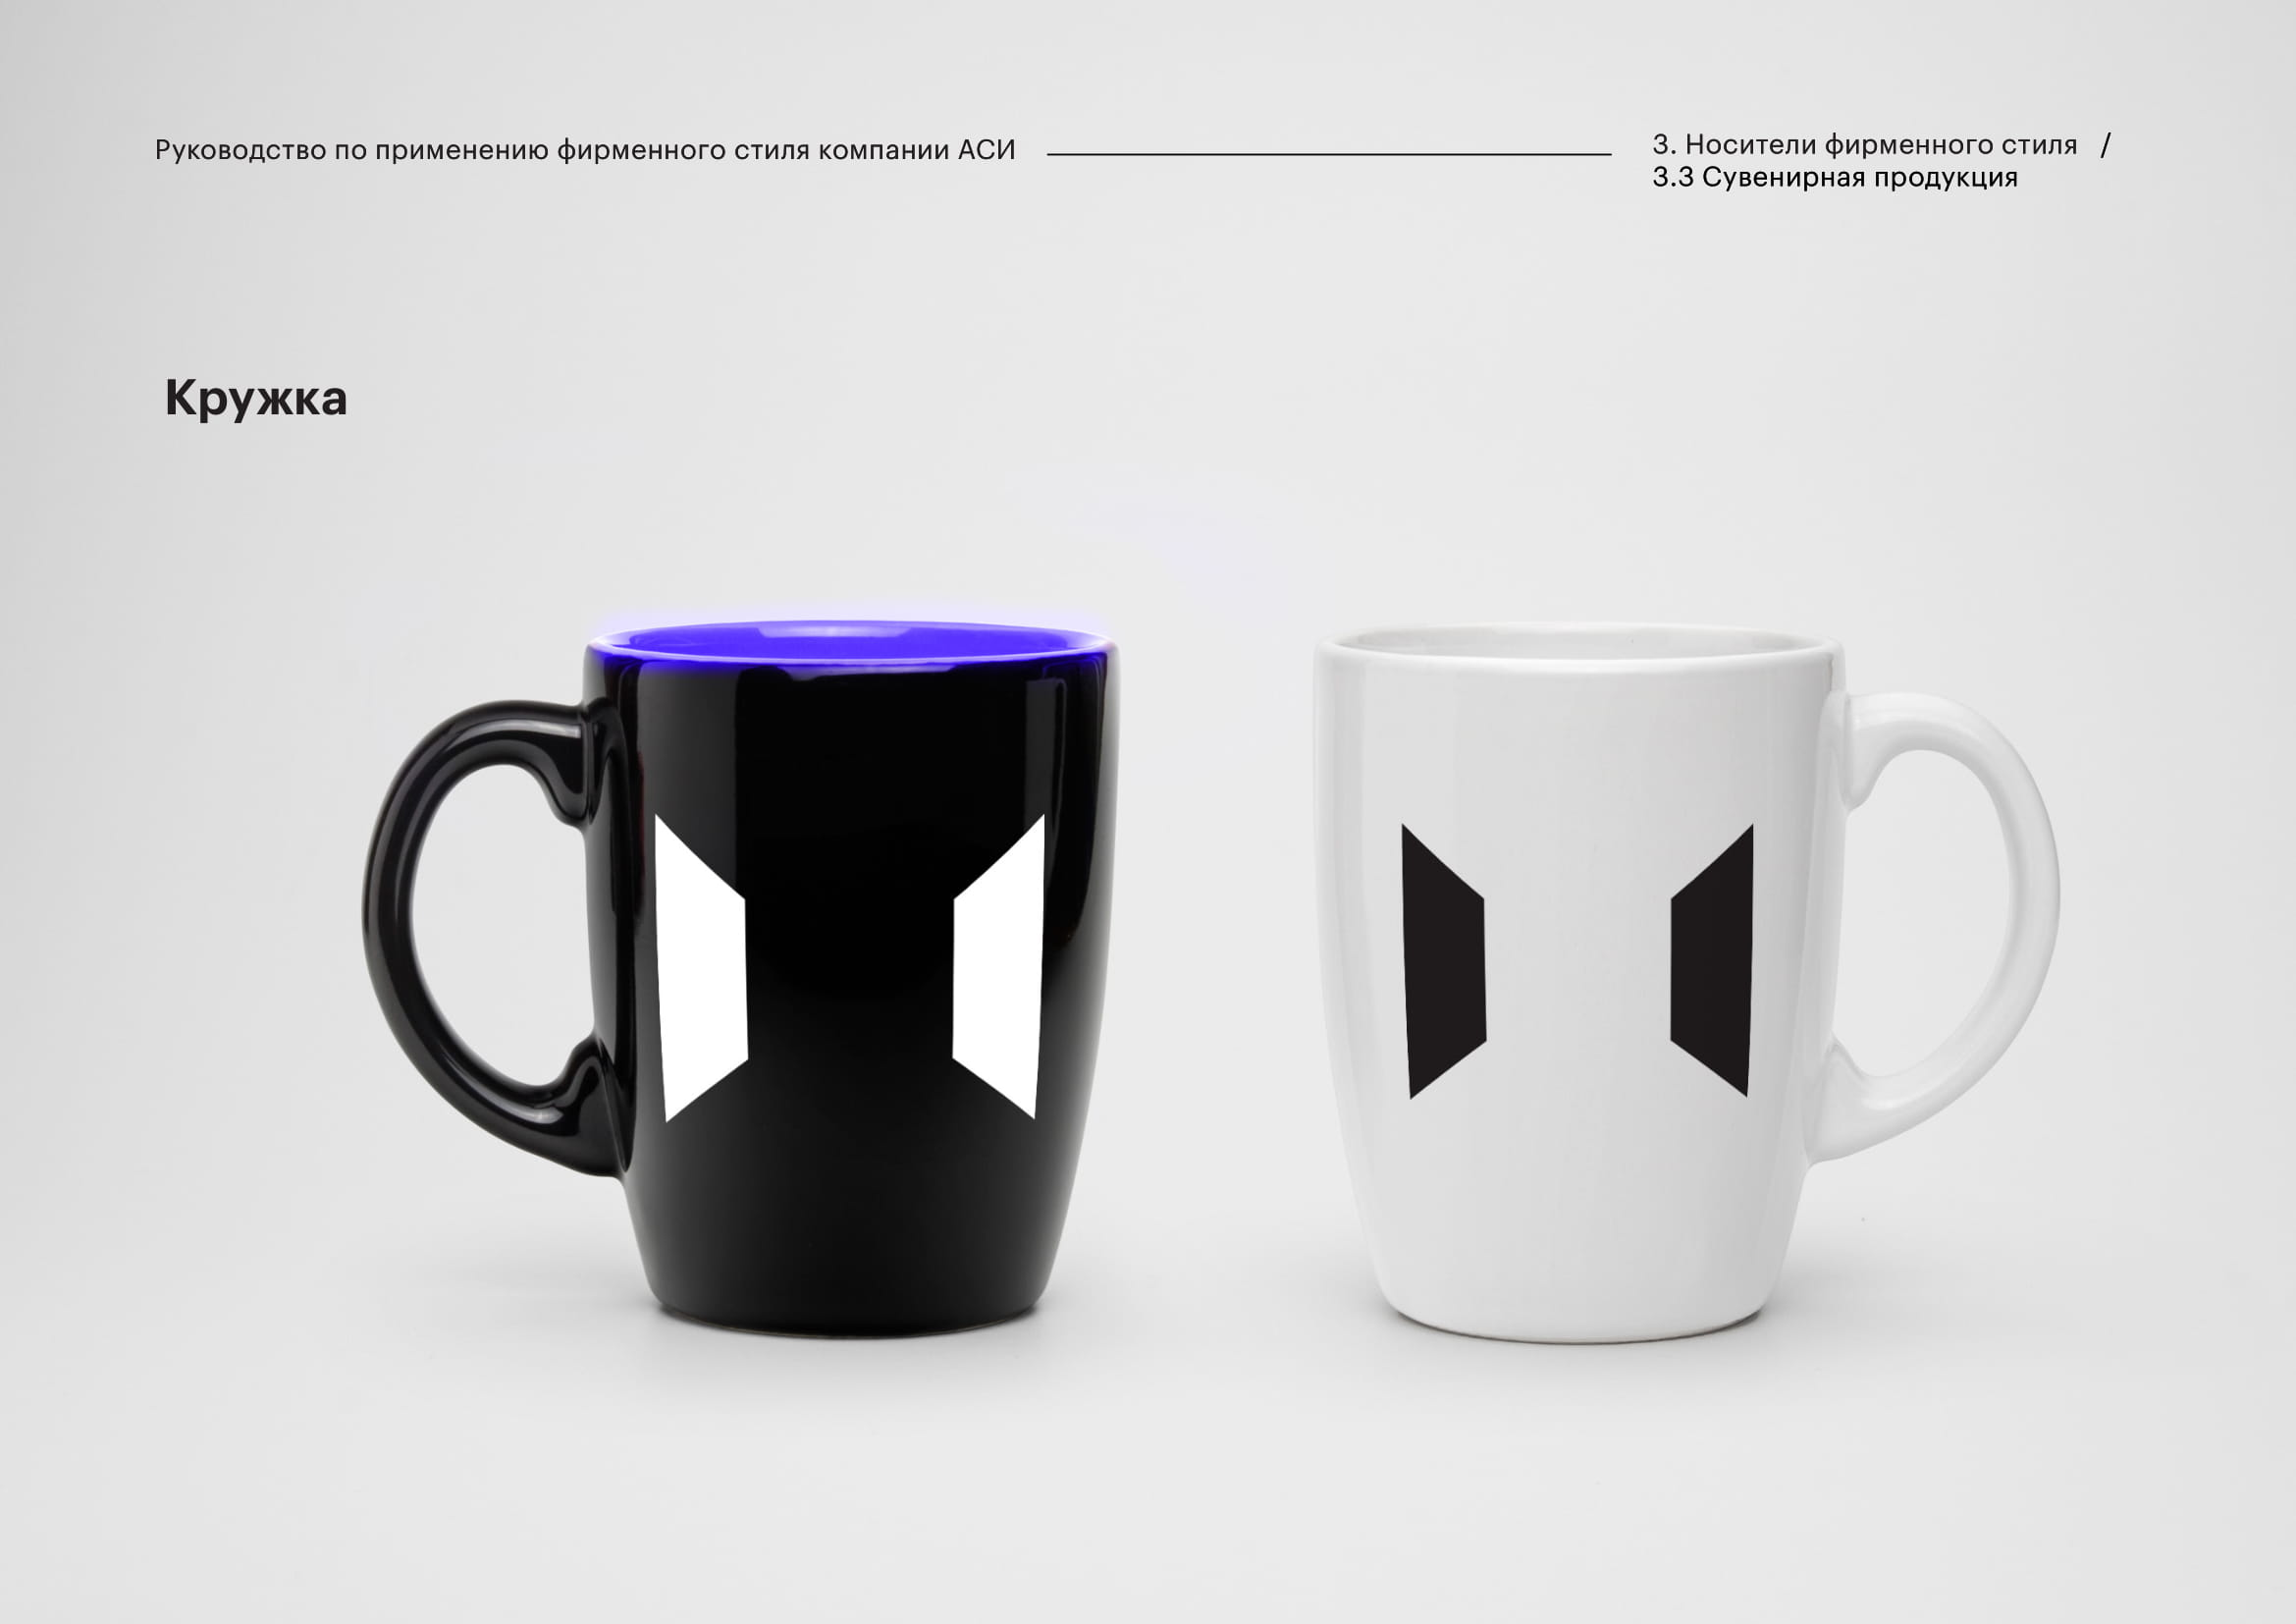 Руководство по применению фирменного стиля компании АСИ
3. Носители фирменного стиля /
3.3 Сувенирная продукция
Кружка